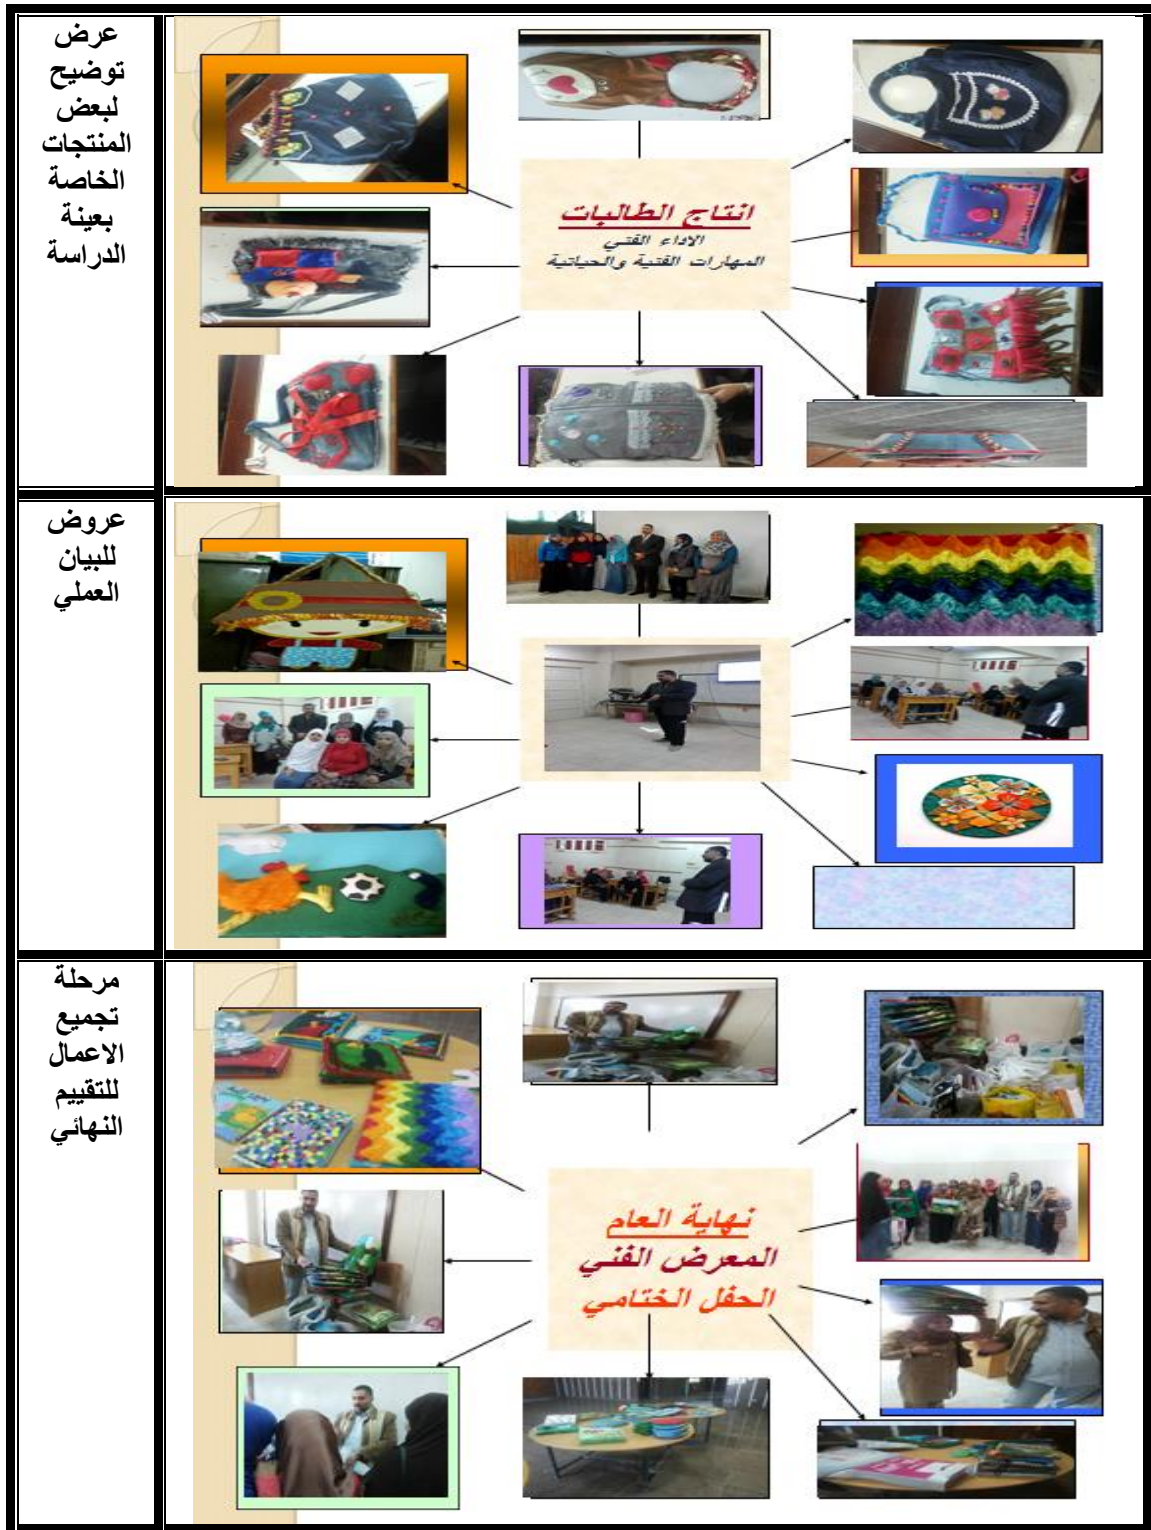 عرض
توضيح
لبعض
المنتجات
الخاصة
بعينة
الدراسة
انتاج الطالبات
الاداء الفني
المهارات الفنية والحياتية
عروض
للبيان
العملي
مرحلة
تجميع
الاعمال
للتقييم
النهائي
نهاية العام
المعرض الفني
الحفل الختامي